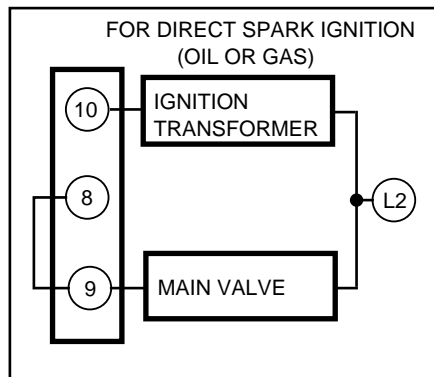 FOR DIRECT SPARK IGNITION
(OIL OR GAS)
10
IGNITION
TRANSFORMER
8
L2
9
MAIN VALVE